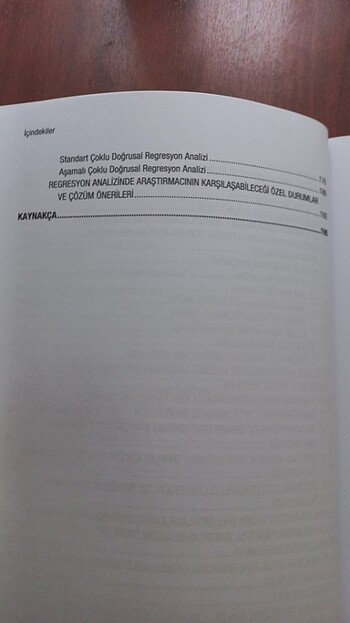 İçindekiler
Standart Çoklu Doğrusal Regresyon Analizi
Aşamalı Çoklu Doğrusal Regresyon Analizi
REGRESYON ANALİZİNDE ARAŞTIRMACININ KARŞILAŞABİLECEĞİ ÖZEL DURUMLAR
VE ÇÖZÜM ÖNERİLERİ
KAYNAKÇA